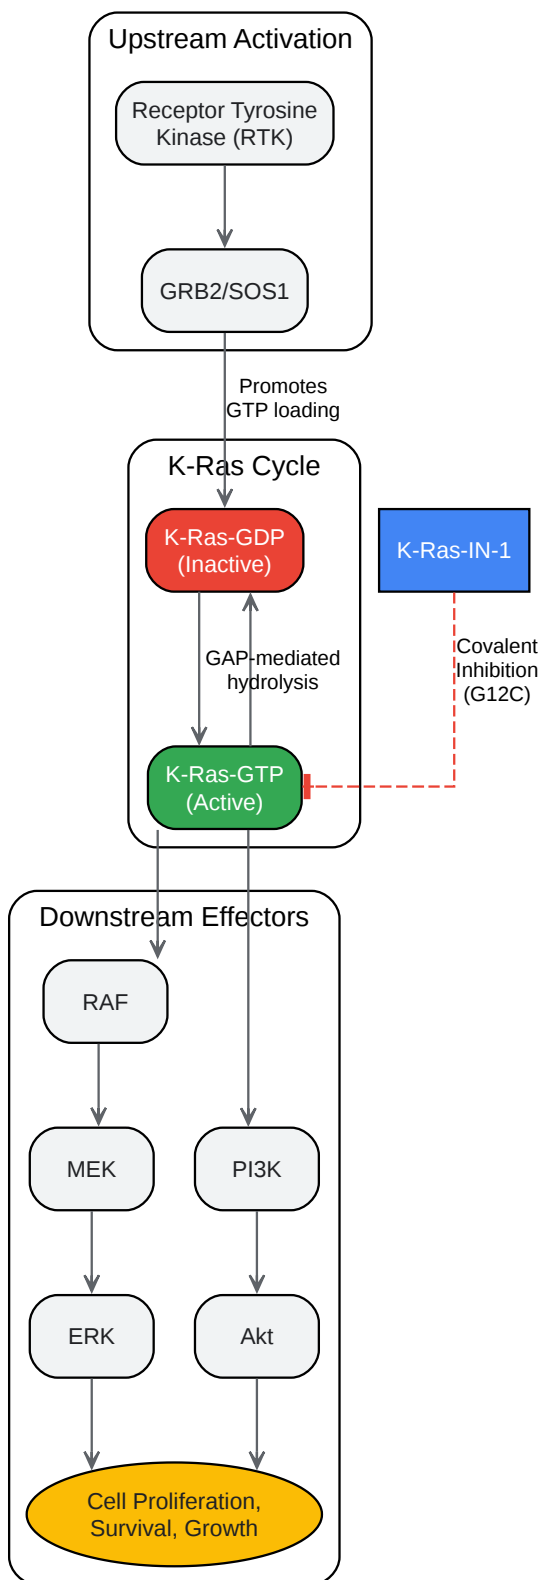 Upstream Activation
Receptor Tyrosine
Kinase (RTK)
GRB2/SOS1
Promotes
GTP loading
K-Ras Cycle
K-Ras-GDP
(Inactive)
K-Ras-IN-1
GAP-mediated
hydrolysis
Covalent
Inhibition
(G12C)
K-Ras-GTP
(Active)
Downstream Effectors
RAF
MEK
PI3K
ERK
Akt
Cell Proliferation,
Survival, Growth